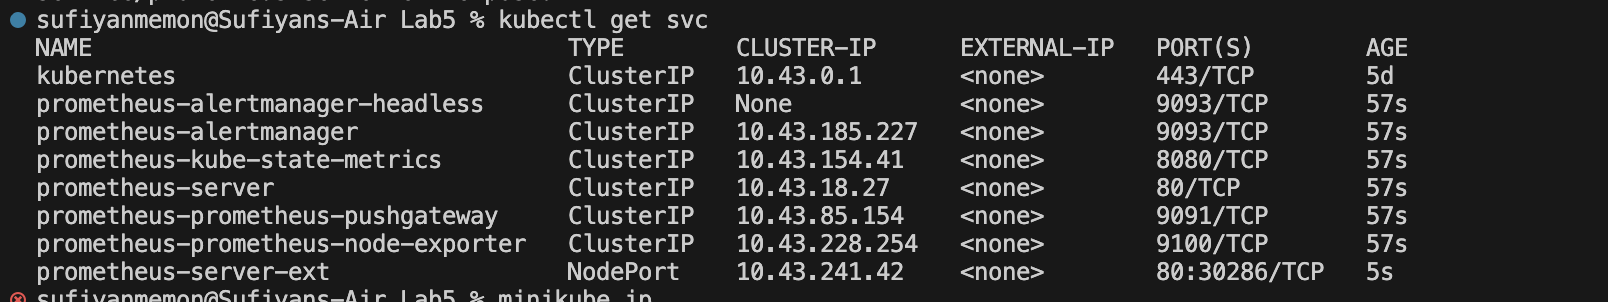 sufiyanmemon@Sufiyans-Air Lab5 % kubectl get svc
NAME TYPE CLUSTER-IP EXTERNAL-IP PORT(S) AGE
kubernetes ClusterIP 10.43.0.1 <none> 443/TCP 5d
prometheus-alertmanager-headless ClusterIP None <none> 9093/TCP 57s
prometheus-alertmanager ClusterIP 10.43.185.227 <none> 9093/TCP 57s
prometheus-kube-state-metrics ClusterIP 10.43.154.41 <none> 8080/TCP 57s
prometheus-server ClusterIP 10.43.18.27 <none> 80/TCP 57s
prometheus-prometheus-pushgateway ClusterIP 10.43.85.154 <none> 9091/TCP 57s
prometheus-prometheus-node-exporter ClusterIP 10.43.228.254 <none> 9100/TCP 57s
prometheus-server-ext NodePort 10.43.241.42 <none> 80:30286/TCP 5s
sufiyanmemon@Sufiyans-Air Lab5 % minikube ip